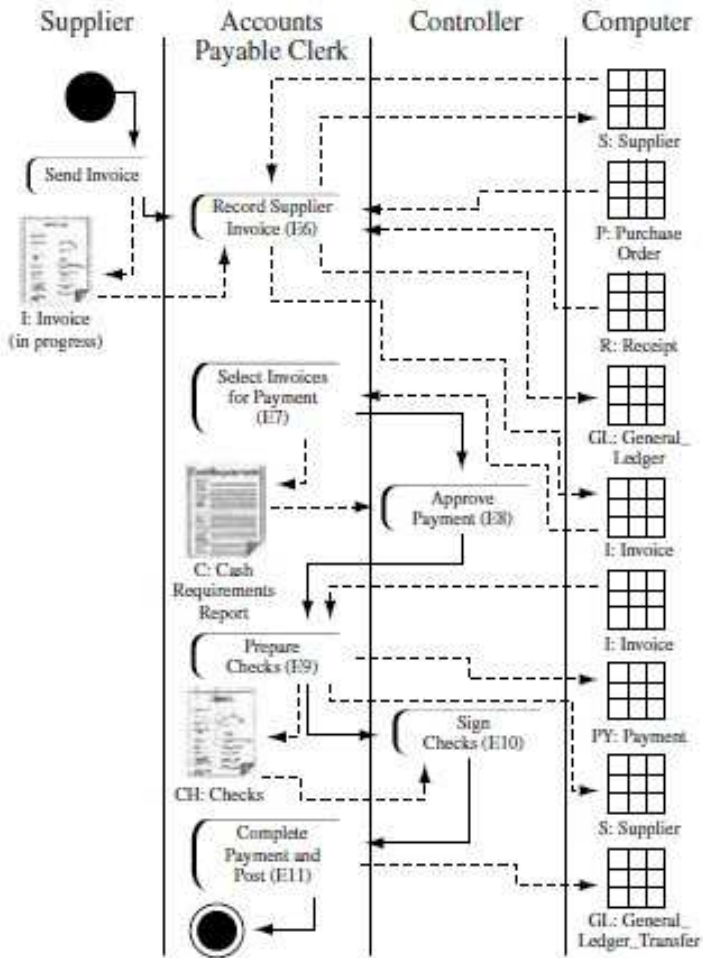 Supplier
Accounts
Payable Clerk
Controller
Computer
S: Supplier
Send Invoice
Record Supplier
Invoice (E6)
P: Purchase
Order
I: Invoice
(in progress)
R: Receipt
Select Invoices
for Payment
(E7)
GL: General_
Ledger
Approve
Payment (E8)
I: Invoice
C: Cash
Requirements
Report
I: Invoice
Prepare
Checks (E9)
Sign
Checks (E10)
PY: Payment
CH: Checks
S: Supplier
Complete
Payment and
Post (E11)
GL: General_
Ledger_Transfer